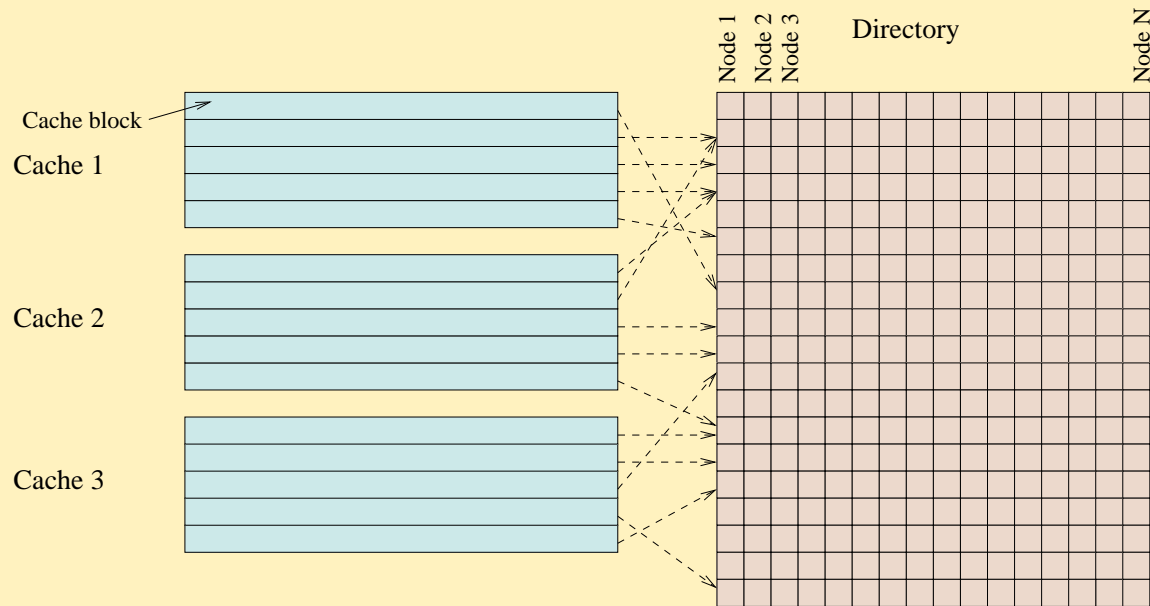 Directory
Node 1
Node 2
Node 3
Node N
Cache block
Cache 1
Cache 2
Cache 3